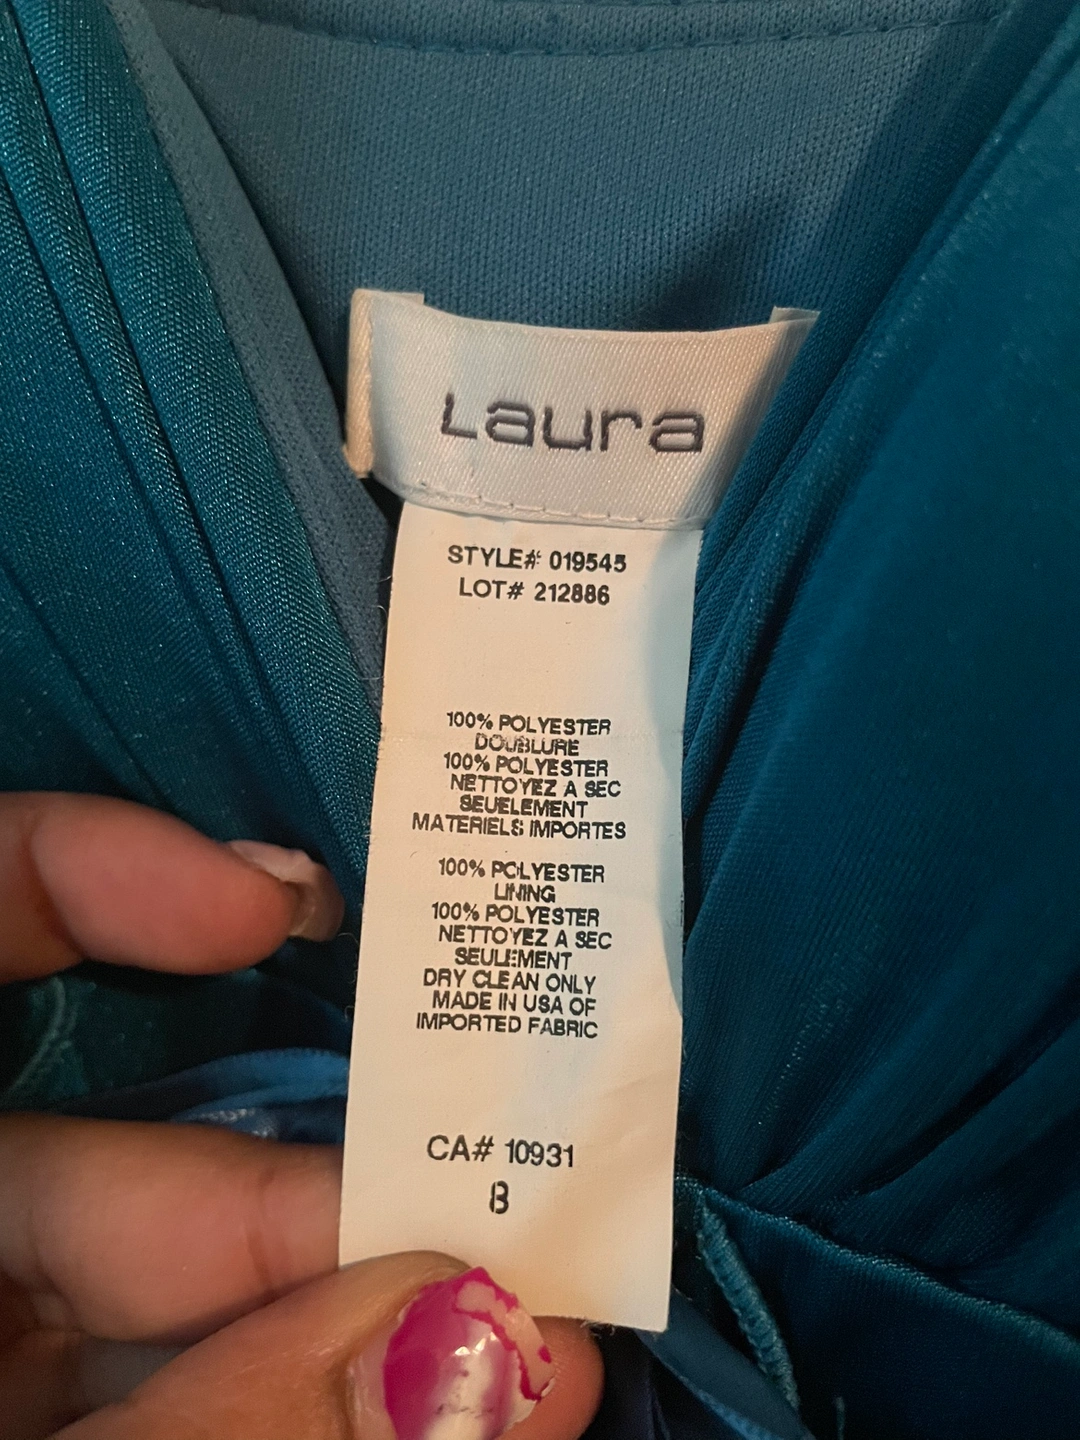 Laura
STYLE# 019545
LOT# 212886
100% POLYESTER
DOUBLURE
100% POLYESTER
NETTOYEZ A SEC
SEUELEMENT
MATERIELS IMPORTES
100% POLYESTER
LINING
100% POLYESTER
NETTOYEZ A SEC
SEULEMENT
DRY CLEAN ONLY
MADE IN USA OF
IMPORTED FABRIC
CA# 10931
8